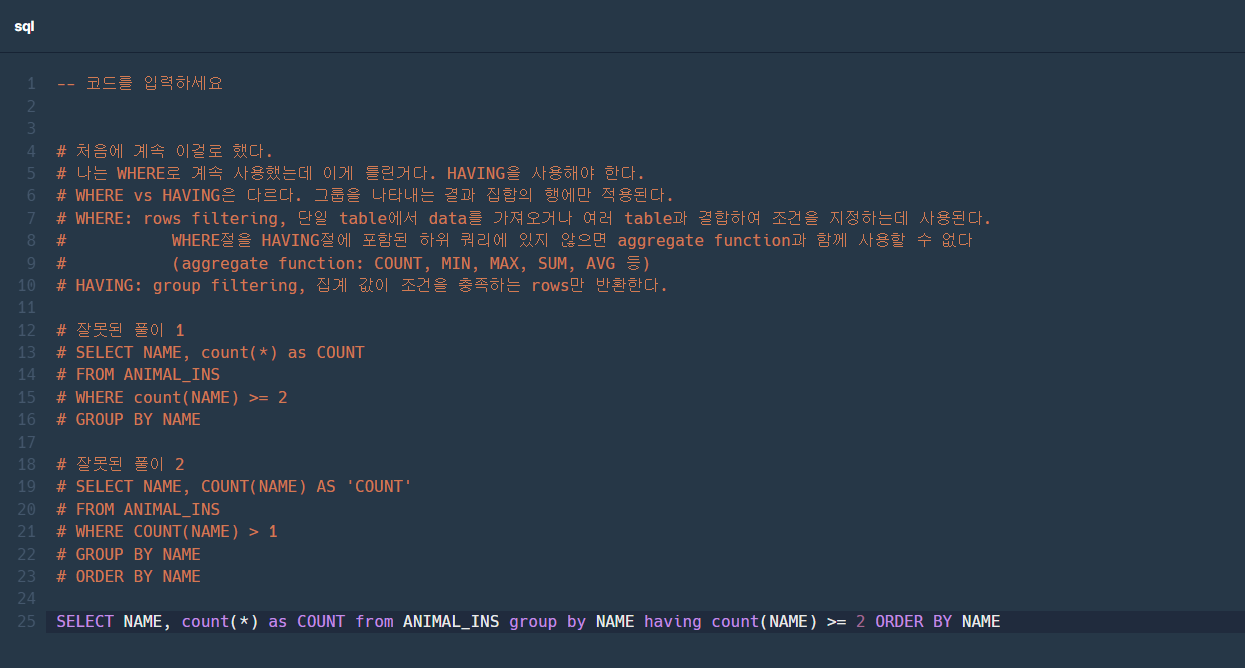 sql
1 -- 코드를 입력하세요
2
3
4 # 처음에 계속 이걸로 했다.
5 # 나는 WHERE로 계속 사용했는데 이게 틀린거다. HAVING을 사용해야 한다.
6 # WHERE vs HAVING은 다르다. 그룹을 나타내는 결과 집합의 행에만 적용된다.
7 # WHERE: rows filtering, 단일 table에서 data를 가져오거나 여러 table과 결합하여 조건을 지정하는데 사용된다.
8 #           WHERE절을 HAVING절에 포함된 하위 쿼리에 있지 않으면 aggregate function과 함께 사용할 수 없다
9 #           (aggregate function: COUNT, MIN, MAX, SUM, AVG 등)
10 # HAVING: group filtering, 집계 값이 조건을 충족하는 rows만 반환한다.
11
12 # 잘못된 풀이 1
13 # SELECT NAME, count(*) as COUNT
14 # FROM ANIMAL_INS
15 # WHERE count(NAME) >= 2
16 # GROUP BY NAME
17
18 # 잘못된 풀이 2
19 # SELECT NAME, COUNT(NAME) AS 'COUNT'
20 # FROM ANIMAL_INS
21 # WHERE COUNT(NAME) > 1
22 # GROUP BY NAME
23 # ORDER BY NAME
24
25 SELECT NAME, count(*) as COUNT from ANIMAL_INS group by NAME having count(NAME) >= 2 ORDER BY NAME